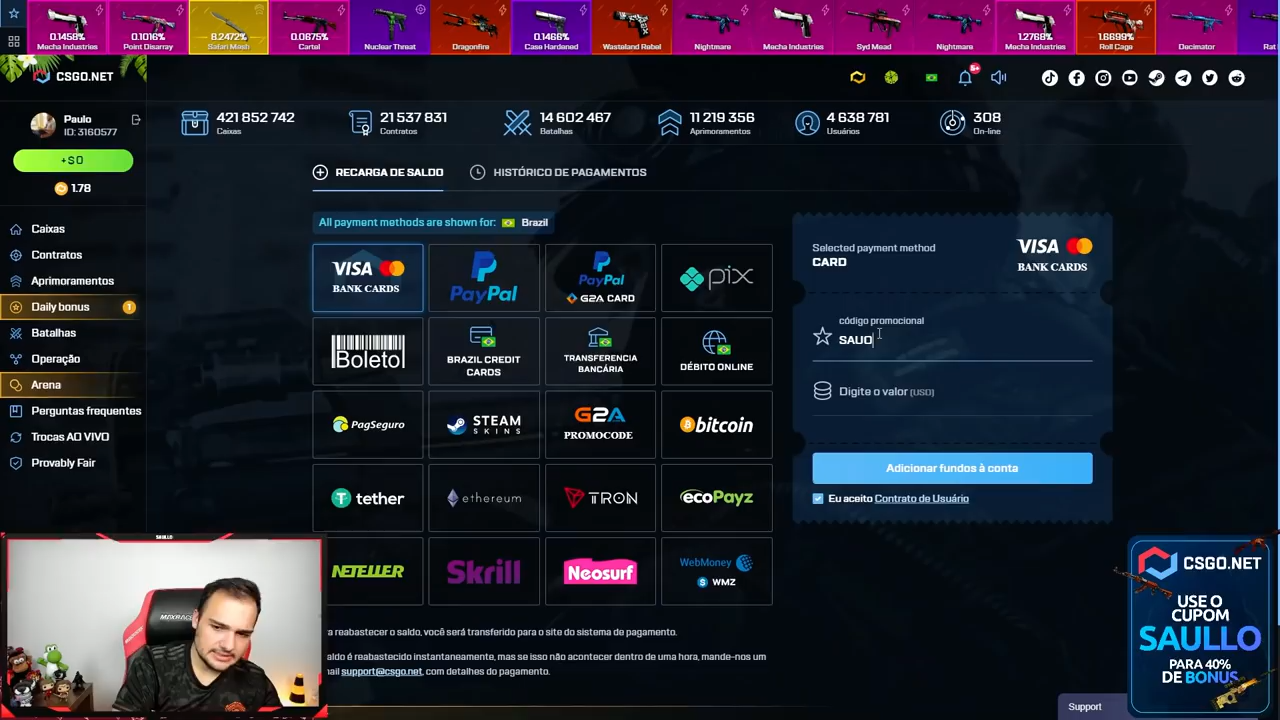 0.1458%
Mecha Industries
0.1016%
Point Disarray
8.2472%
Safari Mesh
0.0675%
Cartel
Nuclear Threat
Dragonfire
0.1466%
Case Hardened
Wasteland Rebel
Nightmare
Mecha Industries
Syd Mead
Nightmare
1.2768%
Mecha Industries
1.6699%
Roll Cage
Decimator
Rat
CSGO.NET
5+
Paulo
ID: 3160577
+$0
1.78
421 852 742
Caixas
21 537 831
Contratos
14 602 467
Batalhas
11 219 356
Aprimoramentos
4 638 781
Usuários
308
On-line
RECARGA DE SALDO
HISTÓRICO DE PAGAMENTOS
Caixas
Contratos
Aprimoramentos
Daily bonus 1
Batalhas
Operação
Arena
Perguntas frequentes
Trocas AO VIVO
Provably Fair
All payment methods are shown for: Brazil
VISA
BANK CARDS
PayPal
PayPal
G2A CARD
pix
Boleto
BRAZIL CREDIT
CARDS
TRANSFERENCIA
BANCÁRIA
DÉBITO ONLINE
PagSeguro
STEAM
SKINS
G2A
PROMOCODE
bitcoin
tether
ethereum
TRON
ecoPayz
NETELLER
Skrill
Neosurf
WebMoney
WMZ
Selected payment method
CARD
VISA
BANK CARDS
código promocional
SAUO
Digite o valor (USD)
Adicionar fundos à conta
Eu aceito Contrato de Usuário
ra reabastecer o saldo, você será transferido para o site do sistema de pagamento.
saldo é reabastecido instantaneamente, mas se isso não acontecer dentro de uma hora, mande-nos um
mail support@csgo.net, com detalhes do pagamento.
SAULLO
MAXRACER
CSGO.NET
USE O
CUPOM
SAULLO
PARA 40%
DE BONUS
Support